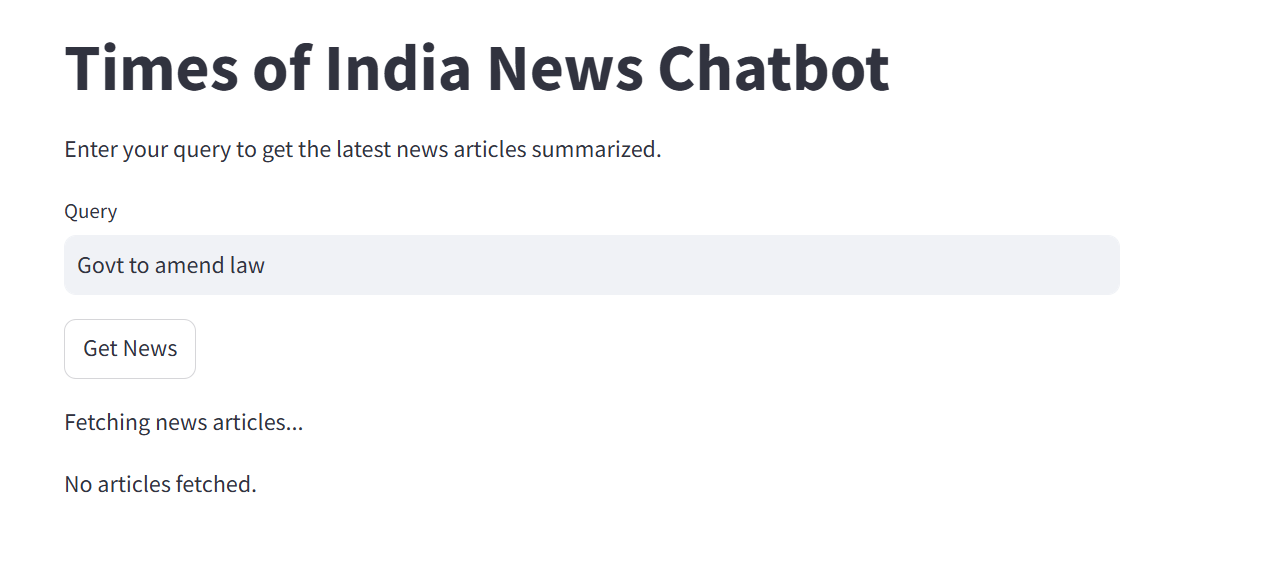 Times of India News Chatbot
Enter your query to get the latest news articles summarized.
Query
Govt to amend law
Get News
Fetching news articles...
No articles fetched.